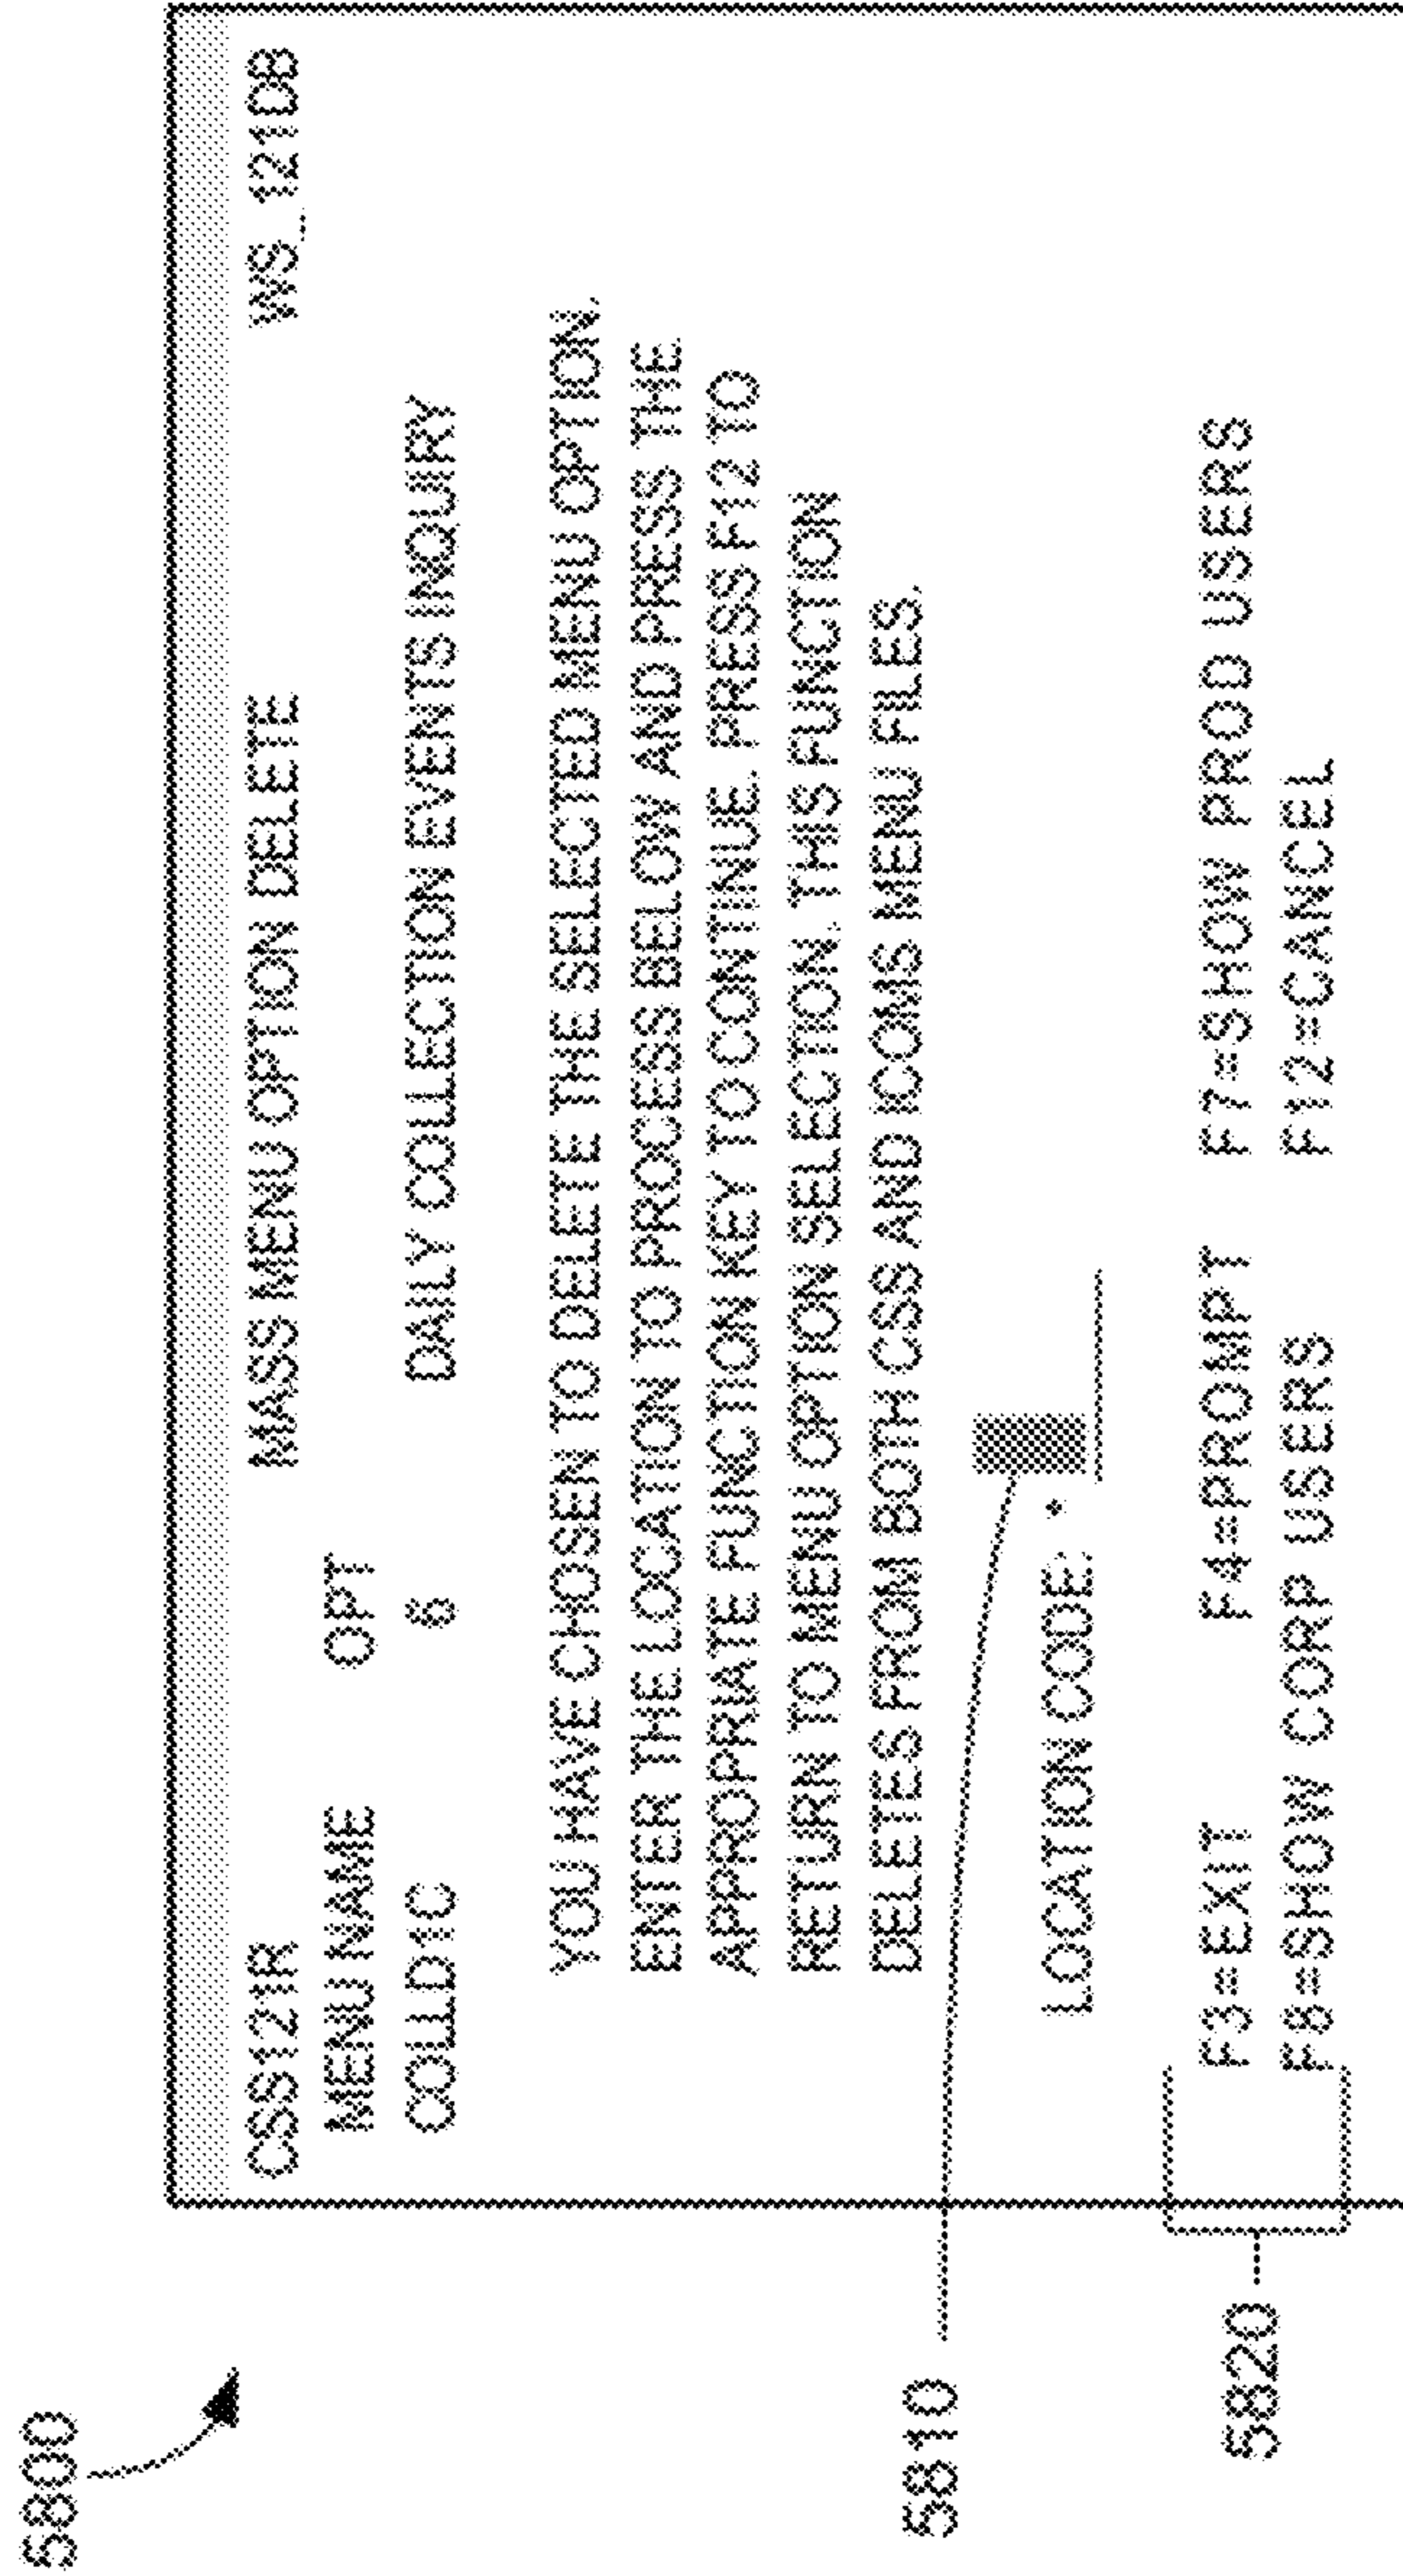 5800
CSS121R MASS MENU OPTION DELETE WS_121D8
MENU NAME OPT
COLLD1C 6 DAILY COLLECTION EVENTS INQUIRY
YOU HAVE CHOSEN TO DELETE THE SELECTED MENU OPTION.
ENTER THE LOCATION TO PROCESS BELOW AND PRESS THE
APPROPRIATE FUNCTION KEY TO CONTINUE. PRESS F12 TO
RETURN TO MENU OPTION SELECTION. THIS FUNCTION
DELETES FROM BOTH CSS AND ICOMS MENU FILES.
5810
LOCATION CODE: *
F3=EXIT F4=PROMPT F7=SHOW PROD USERS
F8=SHOW CORP USERS F12=CANCEL
5820